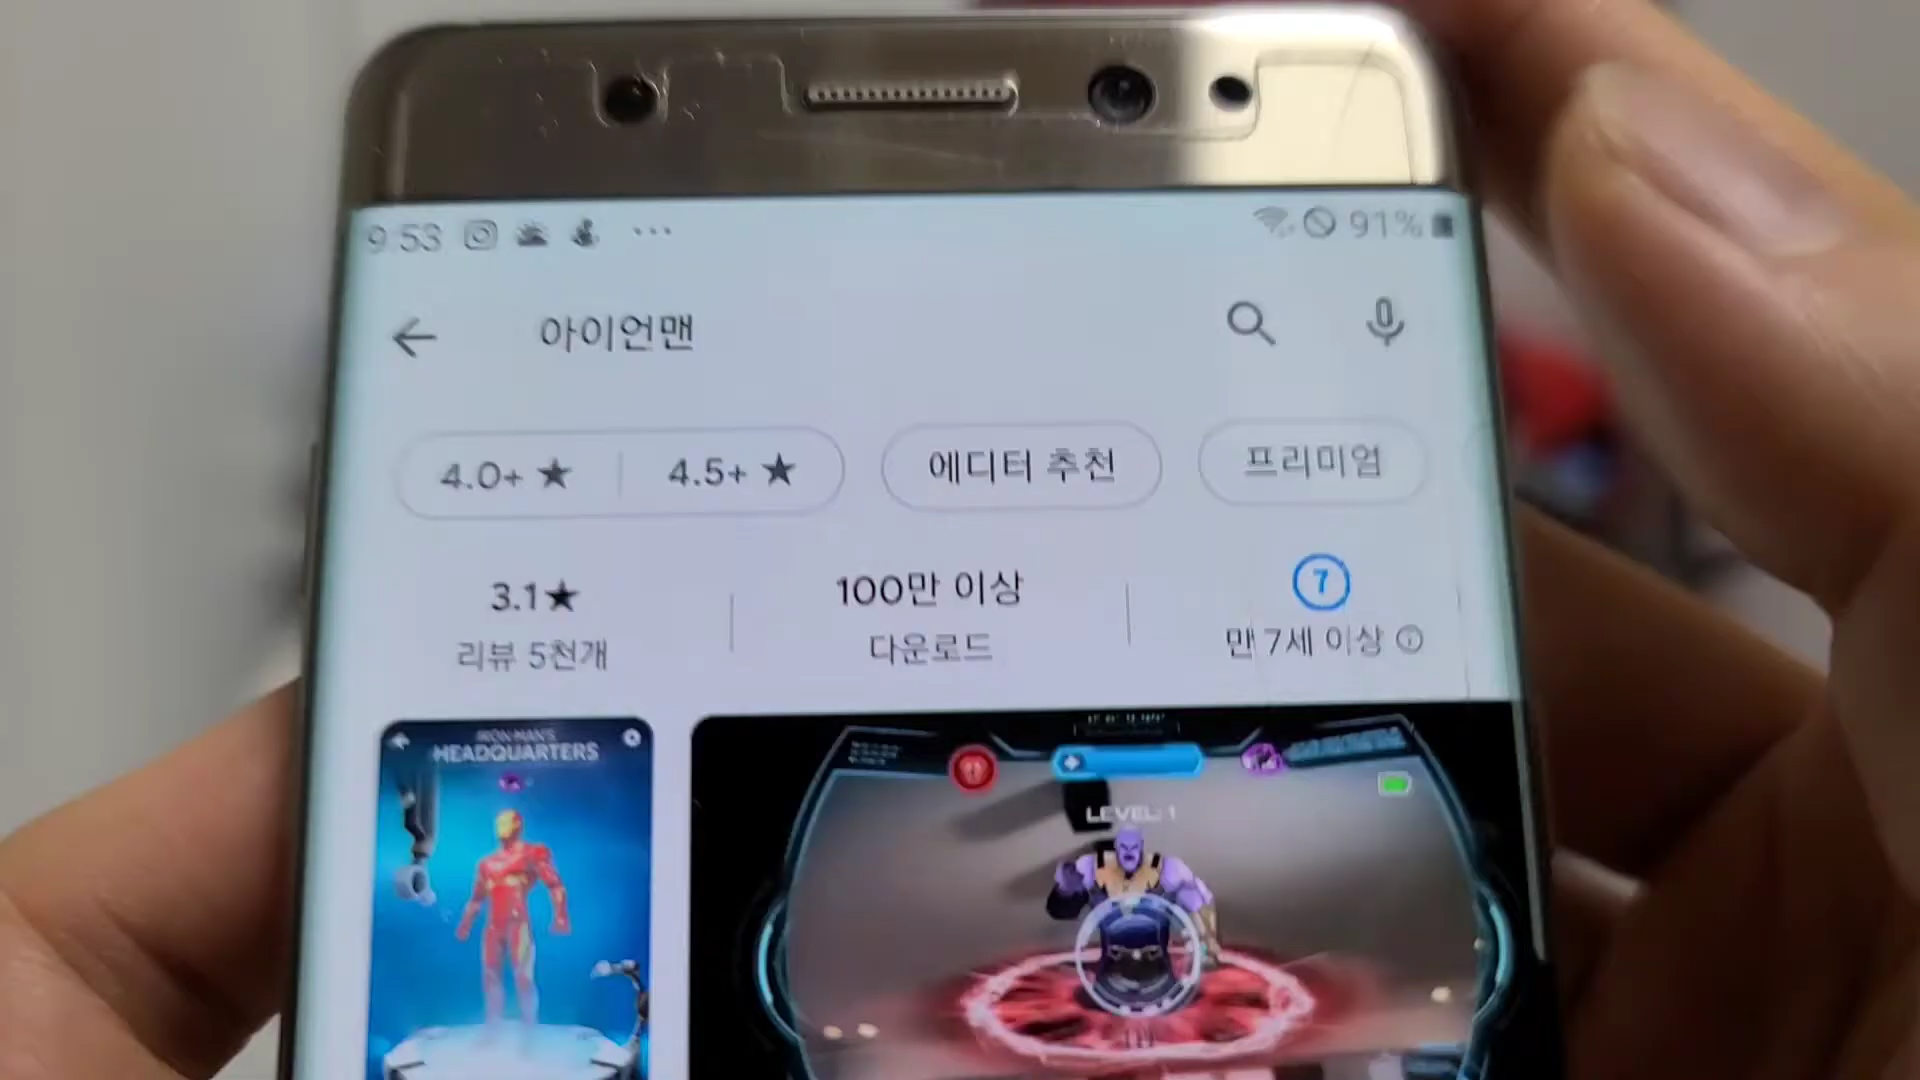 9:53
91%
아이언맨
4.0+ ★ 4.5+ ★ 에디터 추천 프리미엄
3.1★ 100만 이상 7
리뷰 5천개 다운로드 만 7세 이상
IRON MAN'S
HEADQUARTERS
LEVEL: 1